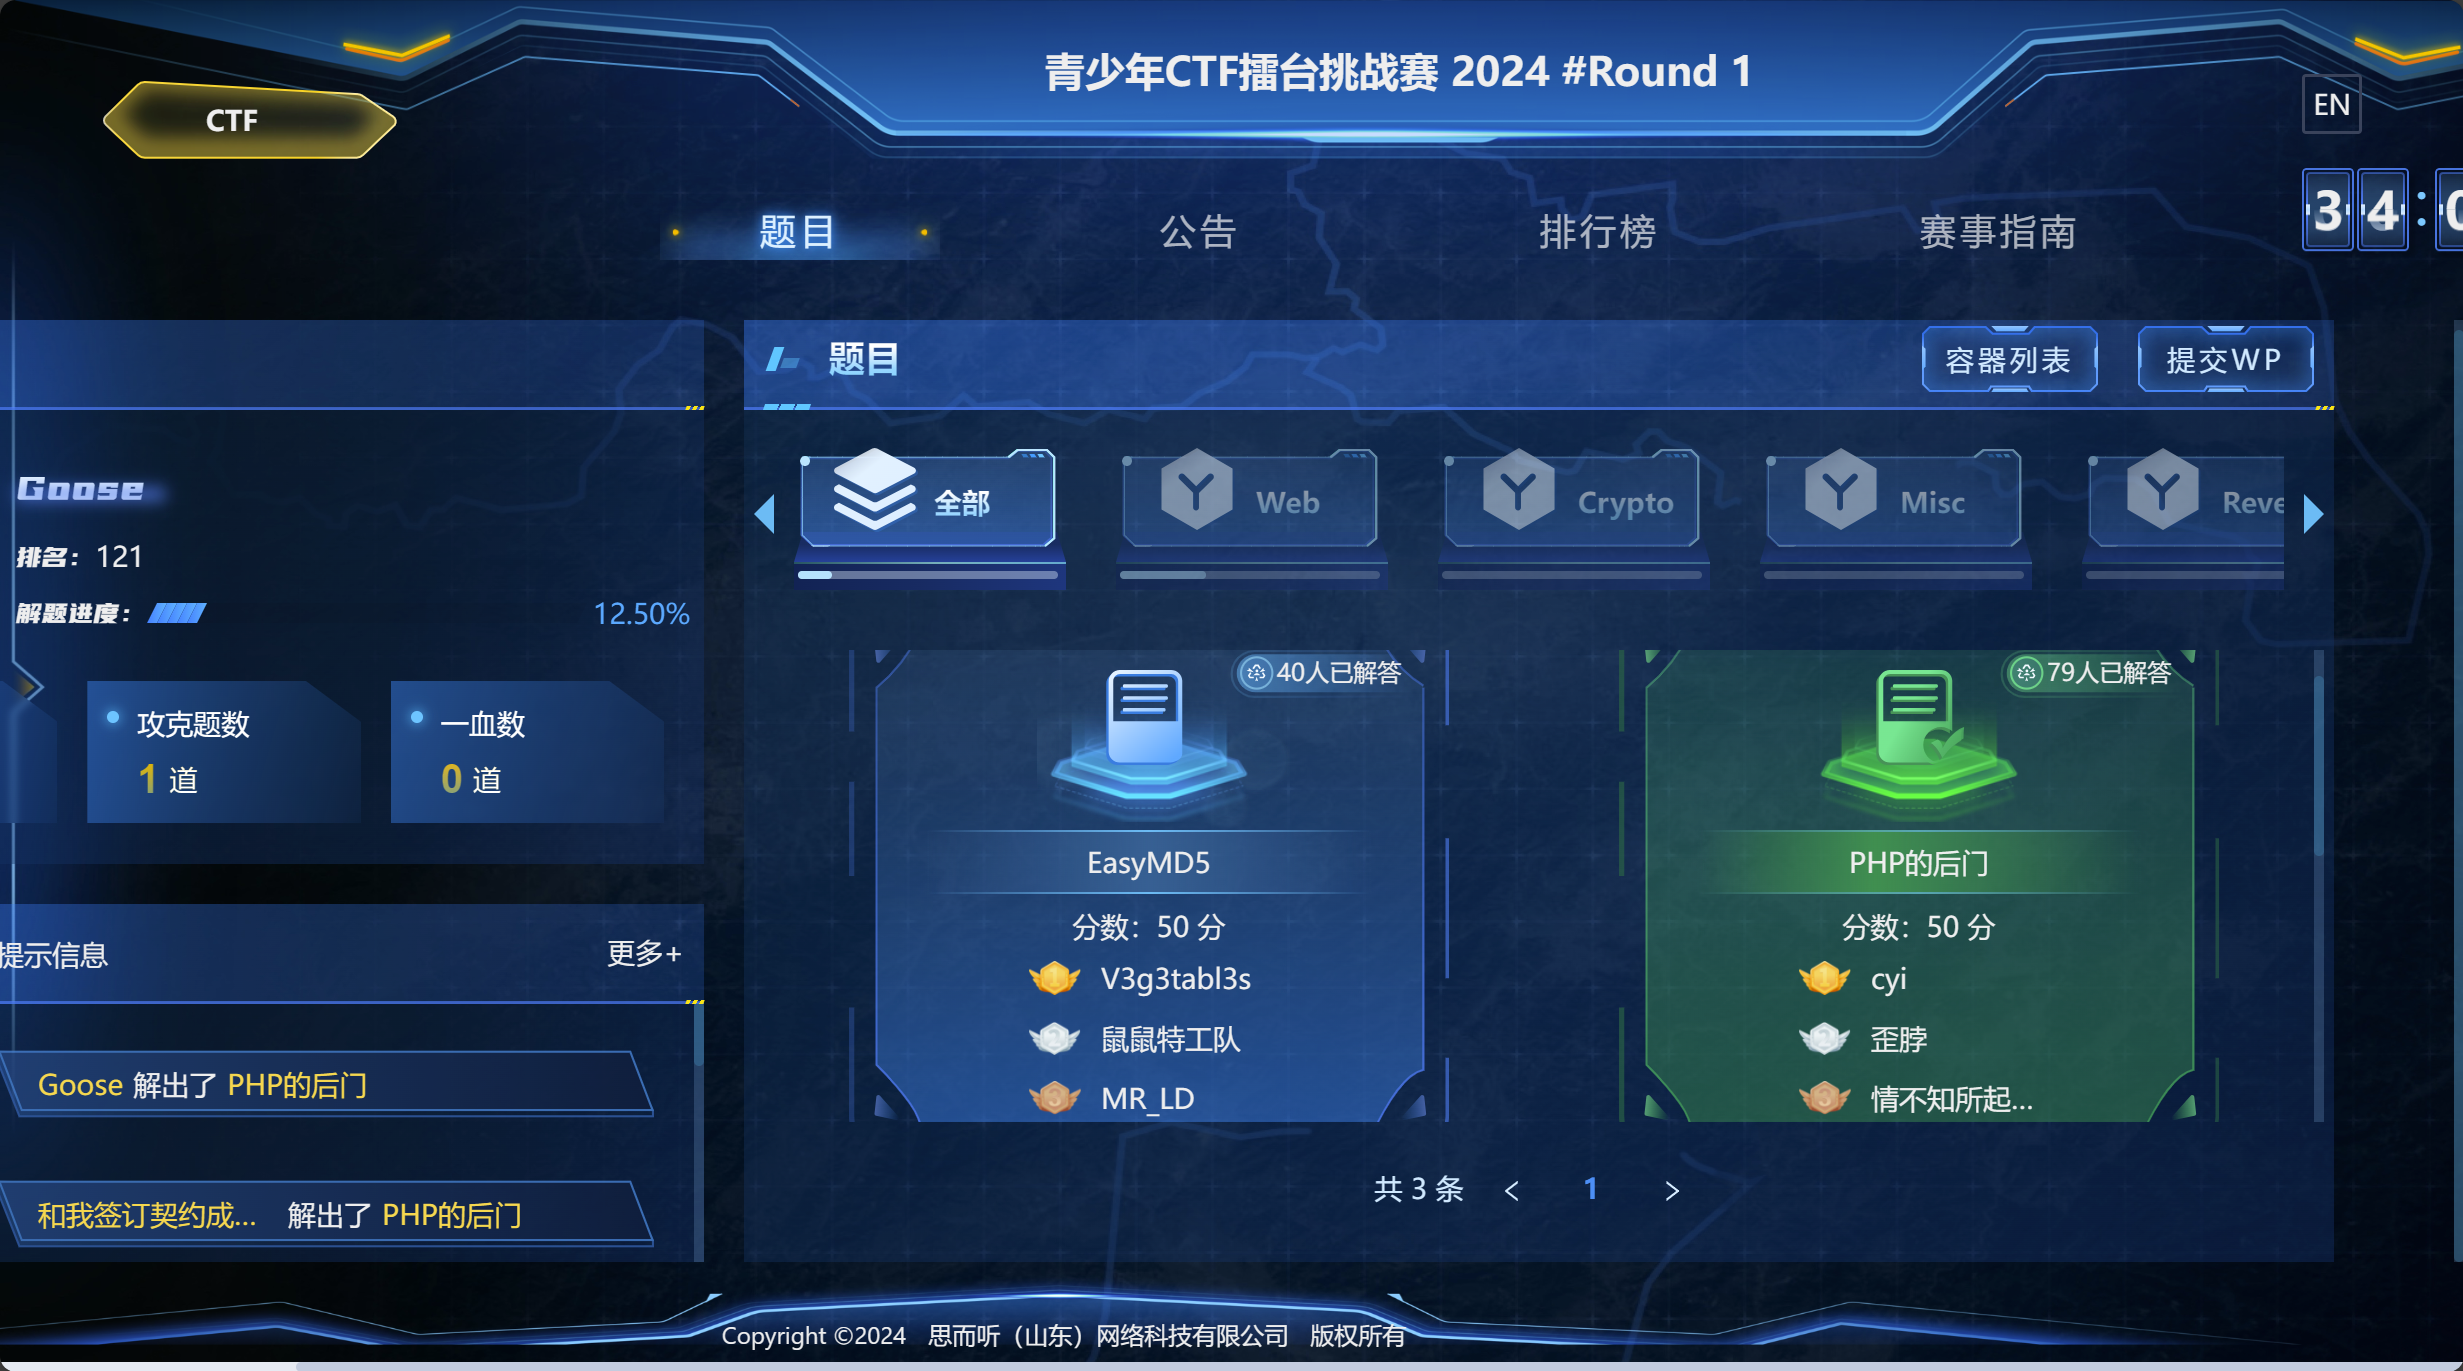 青少年CTF擂台挑战赛 2024 #Round 1
CTF
EN
34:
题目
公告
排行榜
赛事指南
Goose
排名：121
解题进度：
12.50%
攻克题数
1 道
一血数
0 道
提示信息
更多+
Goose 解出了 PHP的后门
和我签订契约成... 解出了 PHP的后门
题目
容器列表
提交WP
全部
Web
Crypto
Misc
Reve
40人已解答
EasyMD5
分数：50 分
1 V3g3tabl3s
2 鼠鼠特工队
3 MR_LD
79人已解答
PHP的后门
分数：50 分
1 cyi
2 歪脖
3 情不知所起...
共 3 条 < 1 >
Copyright ©2024 思而听（山东）网络科技有限公司 版权所有